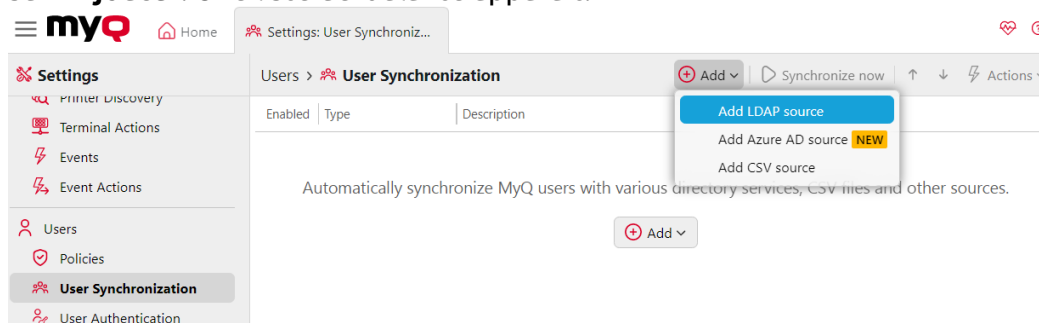 myQ
Home
Settings: User Synchroniz...
Settings
Users > User Synchronization
Add
Synchronize now
Actions
Printer Discovery
Terminal Actions
Events
Event Actions
Users
Policies
User Synchronization
User Authentication
Enabled Type Description
Add LDAP source
Add Azure AD source NEW
Add CSV source
Automatically synchronize MyQ users with various directory services, CSV files and other sources.
Add